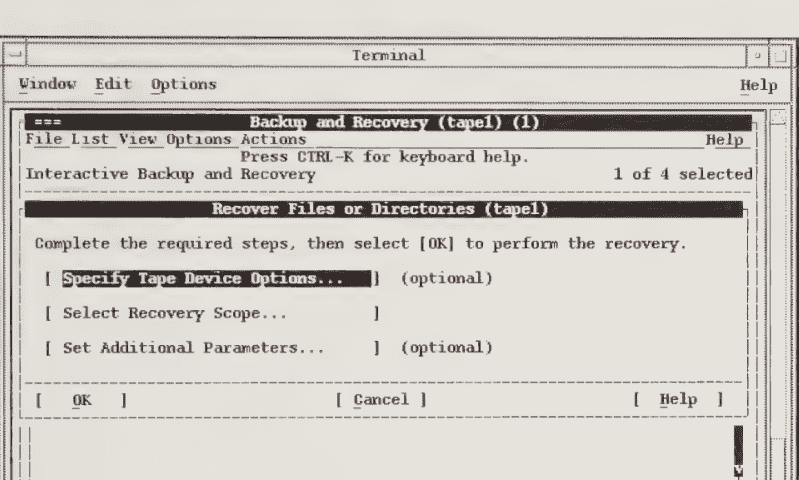 Terminal
Window Edit Options Help
=== Backup and Recovery (tape1) (1)
File List View Options Actions Help
Press CTRL-K for keyboard help.
Interactive Backup and Recovery 1 of 4 selected
Recover Files or Directories (tape1)
Complete the required steps, then select [OK] to perform the recovery.
[ Specify Tape Device Options... ] (optional)
[ Select Recovery Scope... ]
[ Set Additional Parameters... ] (optional)
[ OK ] [ Cancel ] [ Help ]
v